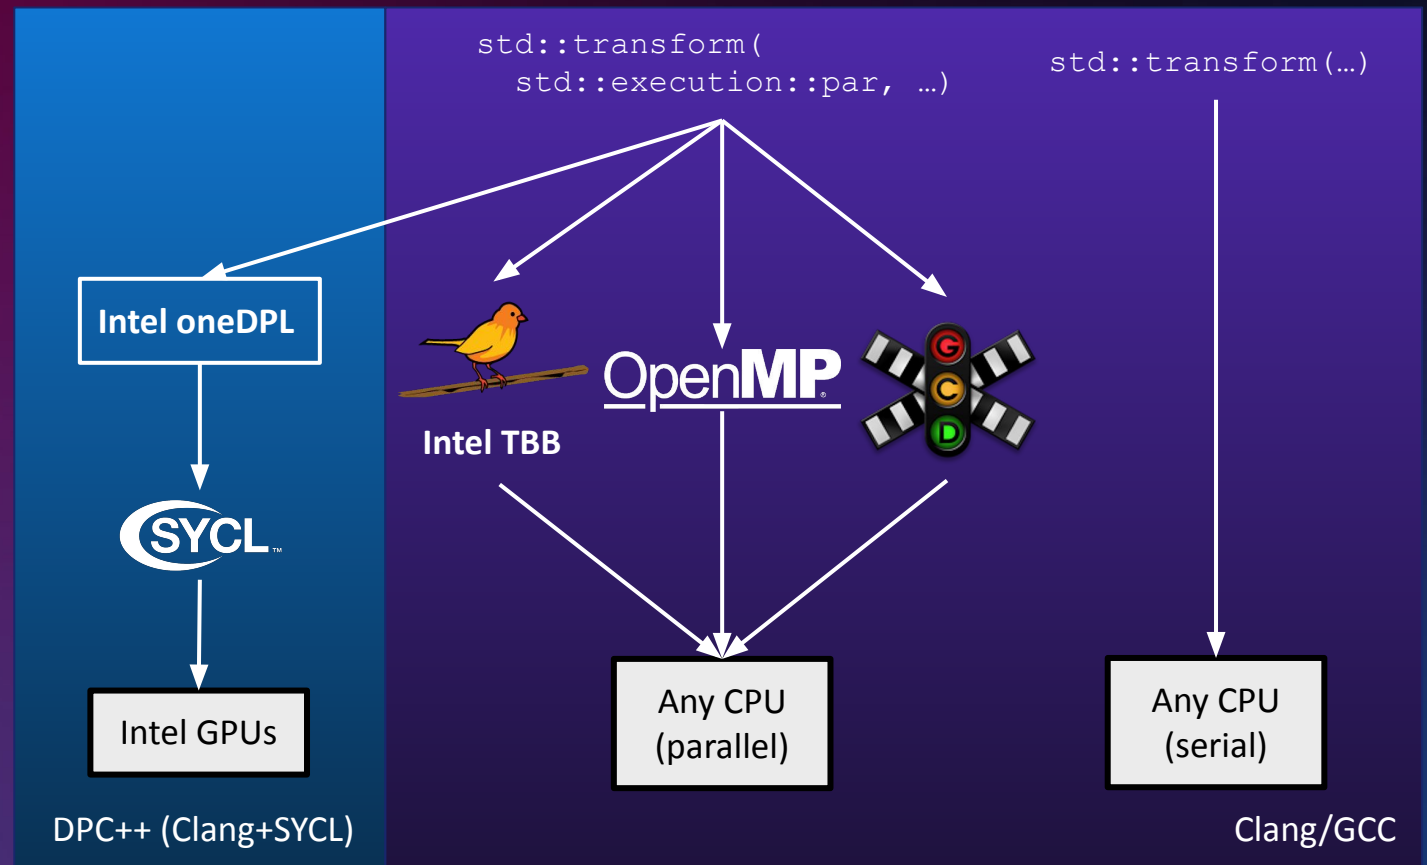 std::transform(
std::execution::par, …)
std::transform(…)
Intel oneDPL
OpenMP®
G
C
D
Intel TBB
SYCL™
Intel GPUs
Any CPU
(parallel)
Any CPU
(serial)
DPC++ (Clang+SYCL)
Clang/GCC